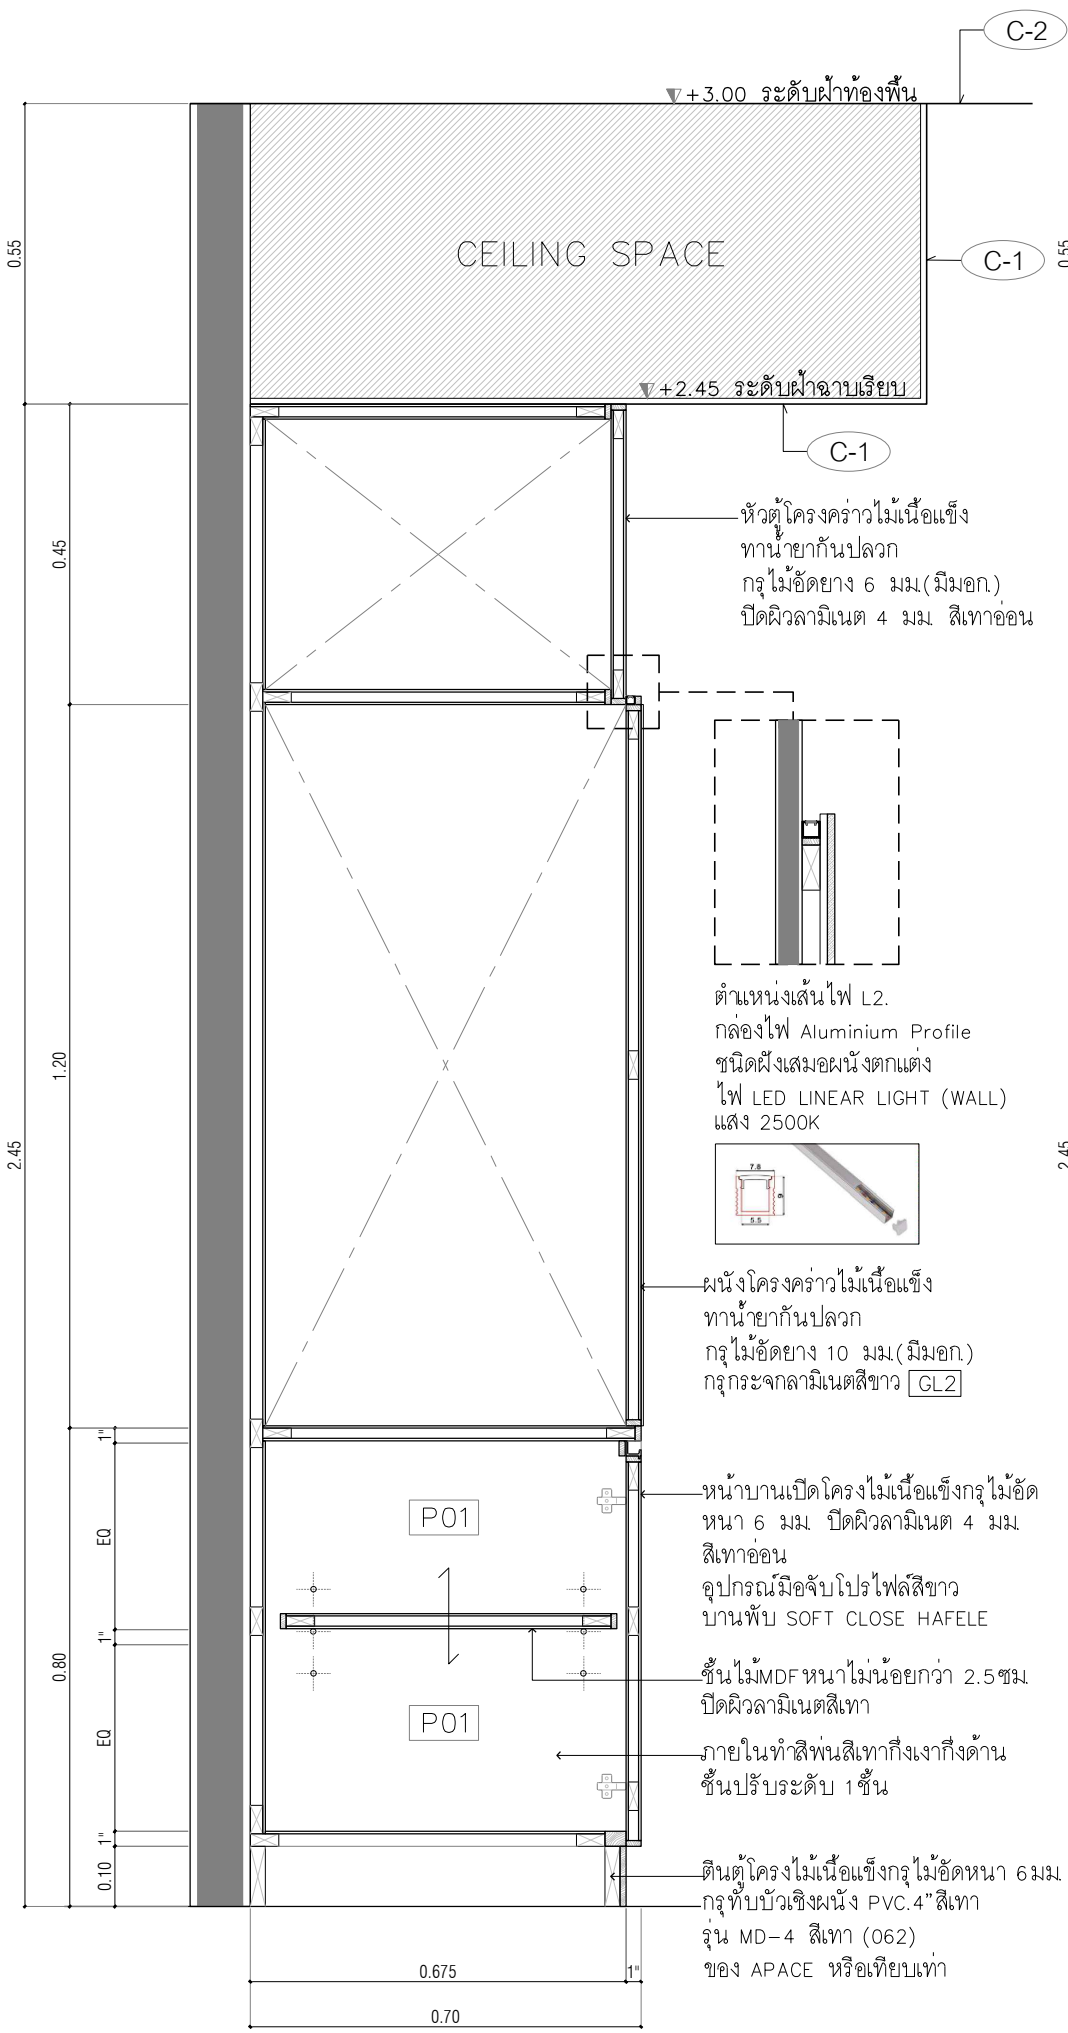 C-2
+3.00 ระดับฝ้าท้องพื้น
0.55
CEILING SPACE
C-1
0.55
+2.45 ระดับฝ้าฉาบเรียบ
C-1
0.45
หัวตู้โครงคร่าวไม้เนื้อแข็ง
ทาน้ำยากันปลวก
กรุไม้อัดยาง 6 มม.(มีมอก.)
ปิดผิวลามิเนต 4 มม. สีเทาอ่อน
ตำแหน่งเส้นไฟ L2.
กล่องไฟ Aluminium Profile
ชนิดฝังเสมอผนังตกแต่ง
ไฟ LED LINEAR LIGHT (WALL)
แสง 2500K
1.20
2.45
2.45
7.8
9
5.5
ผนังโครงคร่าวไม้เนื้อแข็ง
ทาน้ำยากันปลวก
กรุไม้อัดยาง 10 มม.(มีมอก.)
กรุกระจกลามิเนตสีขาว GL2
1"
EQ
1"
0.80
EQ
1"
0.10
P01
P01
หน้าบานเปิดโครงไม้เนื้อแข็งกรุไม้อัด
หนา 6 มม. ปิดผิวลามิเนต 4 มม.
สีเทาอ่อน
อุปกรณ์มือจับโปรไฟล์สีขาว
บานพับ SOFT CLOSE HAFELE
ชั้นไม้MDFหนาไม่น้อยกว่า 2.5ซม.
ปิดผิวลามิเนตสีเทา
ภายในทำสีพ่นสีเทากึ่งเงากึ่งด้าน
ชั้นปรับระดับ 1ชั้น
ตีนตู้โครงไม้เนื้อแข็งกรุไม้อัดหนา 6มม.
กรุทับบัวเชิงผนัง PVC.4"สีเทา
รุ่น MD-4 สีเทา (062)
ของ APACE หรือเทียบเท่า
0.675
1"
0.70